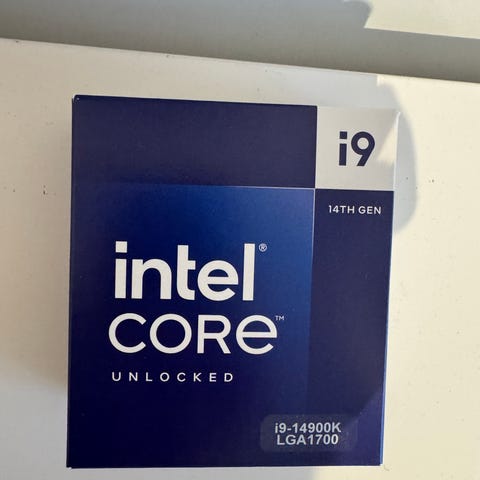 i9
14TH GEN
intel®
CORe™
UNLOCKED
i9-14900K
LGA1700